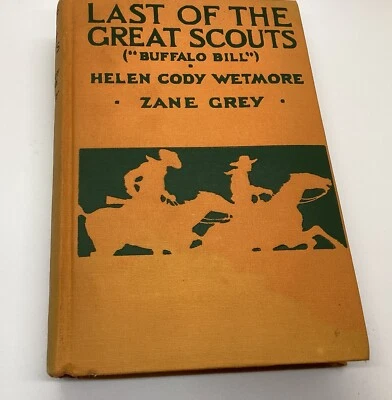 LAST OF THE
GREAT SCOUTS
("BUFFALO BILL")
•
HELEN CODY WETMORE
• ZANE GREY •